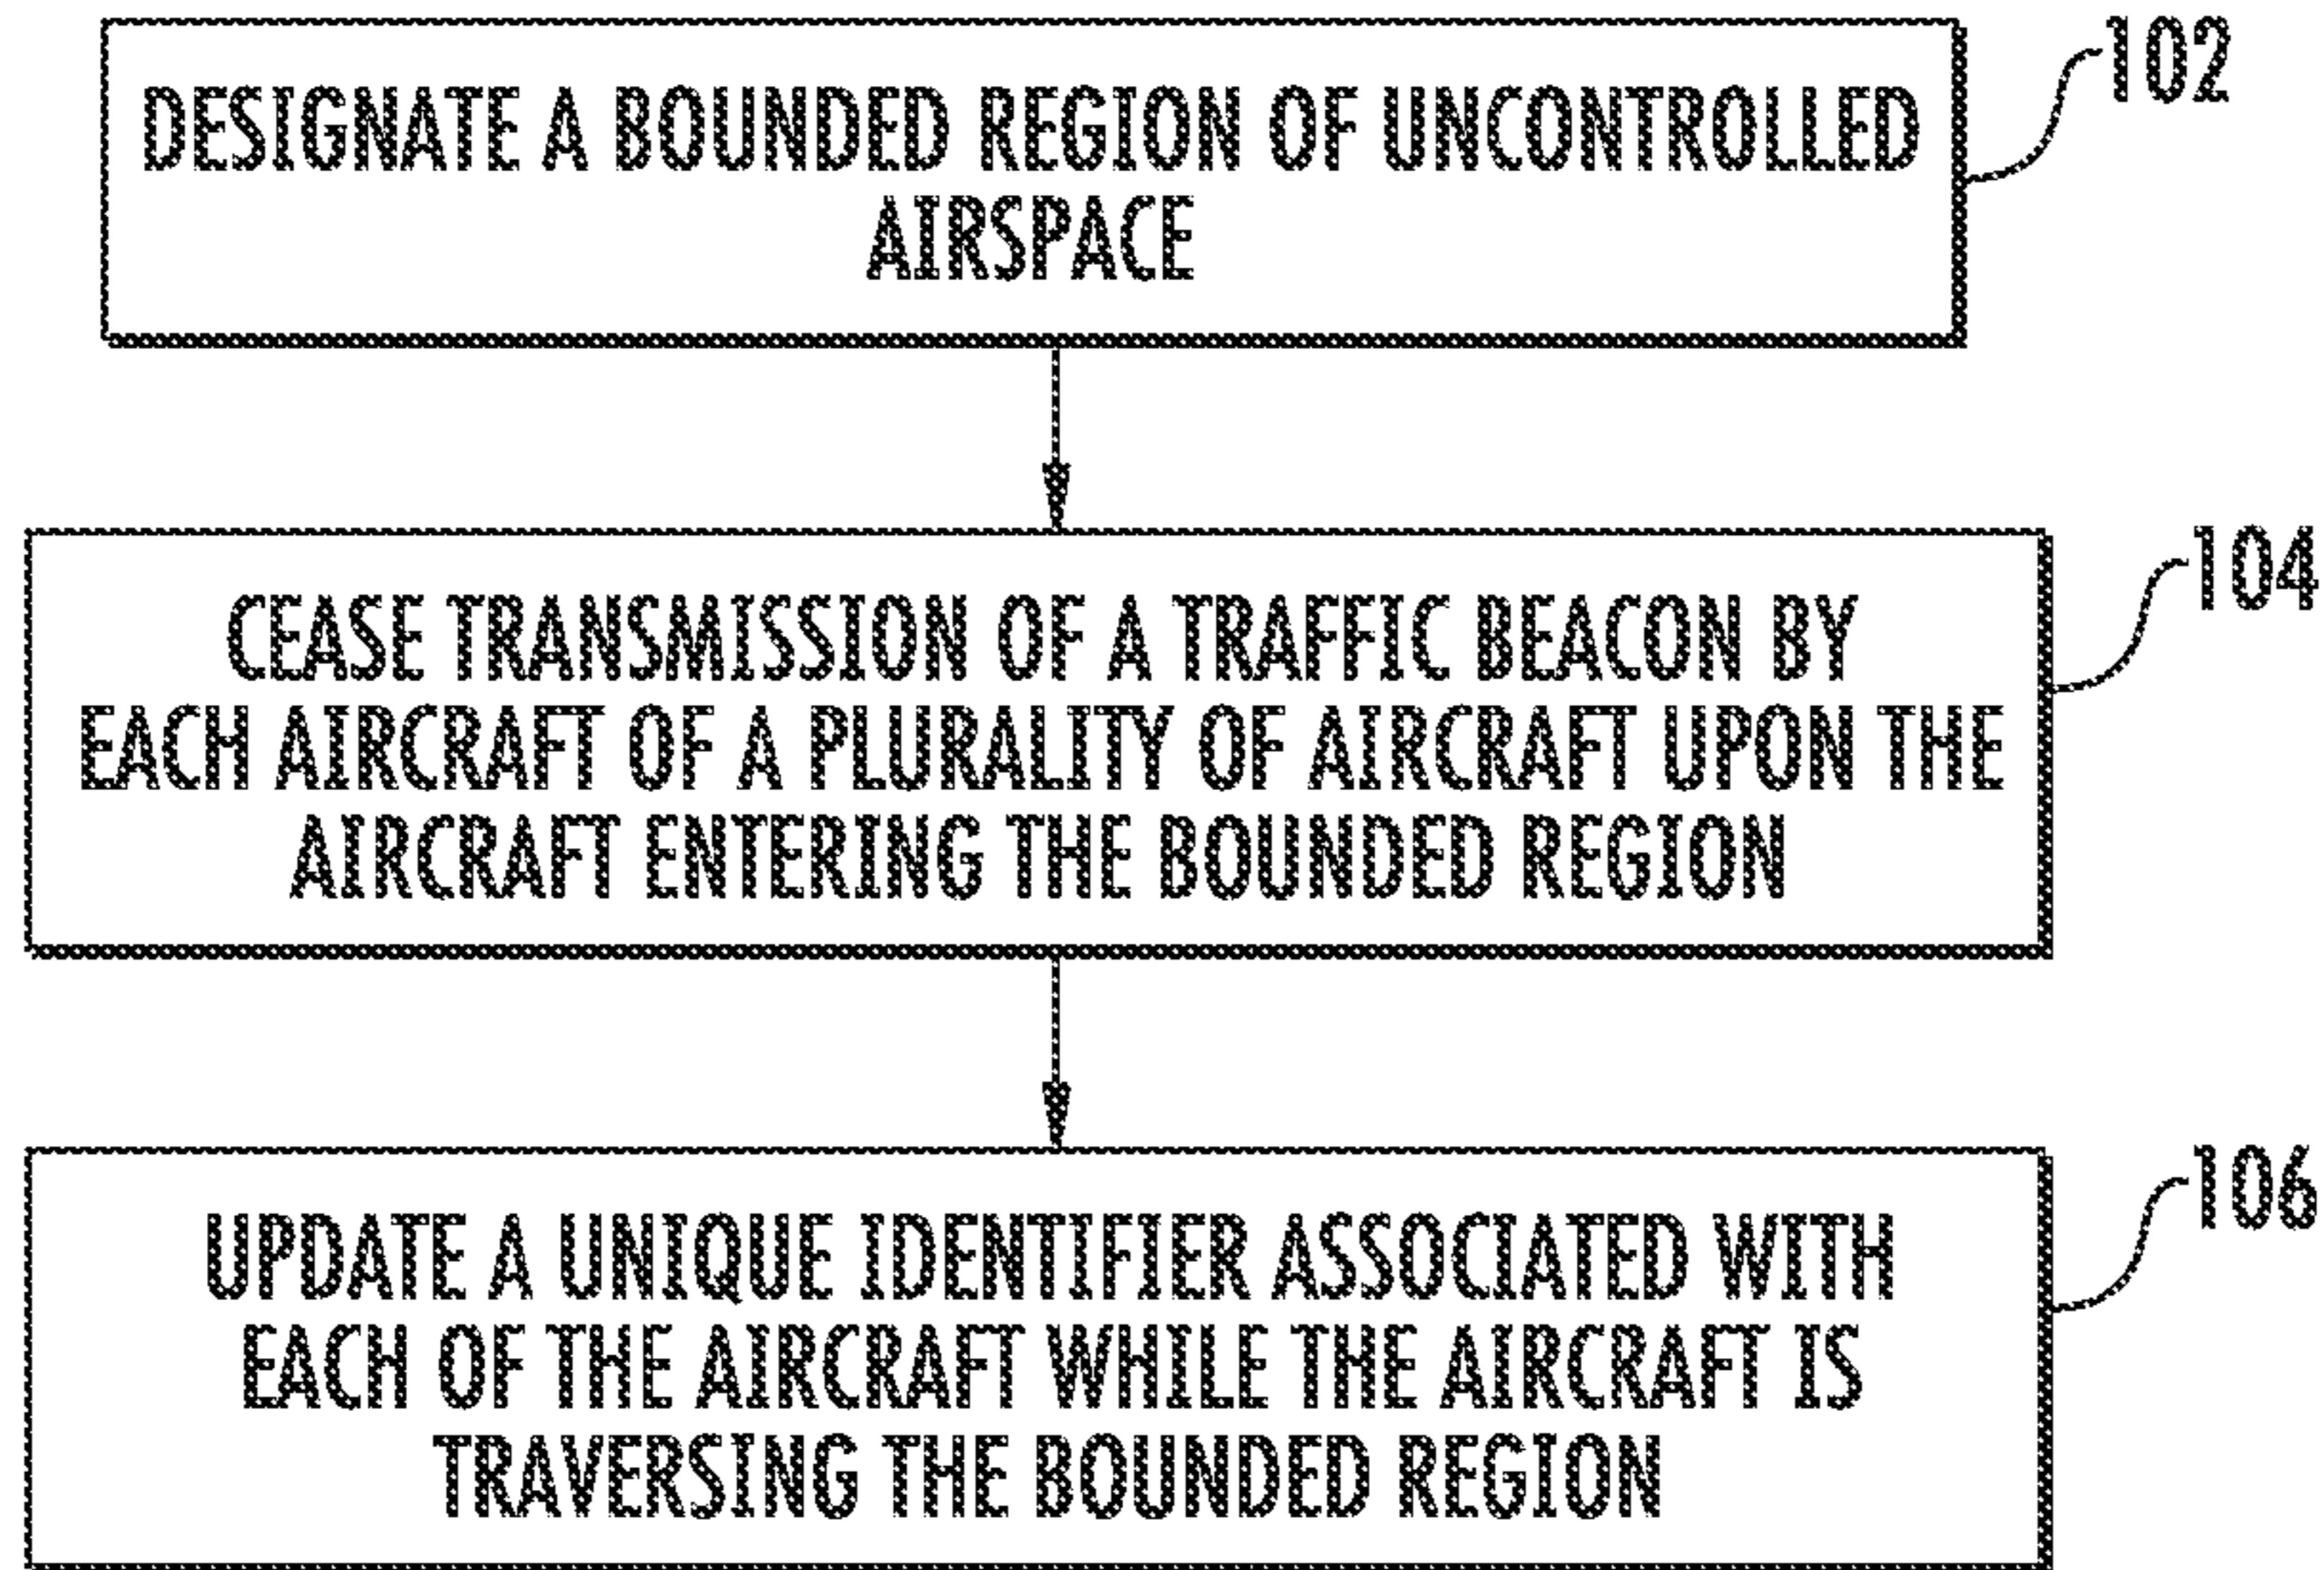 DESIGNATE A BOUNDED REGION OF UNCONTROLLED
AIRSPACE
102
CEASE TRANSMISSION OF A TRAFFIC BEACON BY
EACH AIRCRAFT OF A PLURALITY OF AIRCRAFT UPON THE
AIRCRAFT ENTERING THE BOUNDED REGION
104
UPDATE A UNIQUE IDENTIFIER ASSOCIATED WITH
EACH OF THE AIRCRAFT WHILE THE AIRCRAFT IS
TRAVERSING THE BOUNDED REGION
106